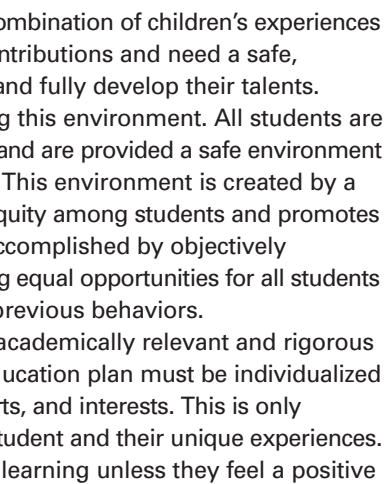 ombination of children's experiences
ntributions and need a safe,
and fully develop their talents.
g this environment. All students are
and are provided a safe environment
This environment is created by a
quity among students and promotes
ccomplished by objectively
g equal opportunities for all students
previous behaviors.
academically relevant and rigorous
ucation plan must be individualized
rts, and interests. This is only
tudent and their unique experiences.
learning unless they feel a positive